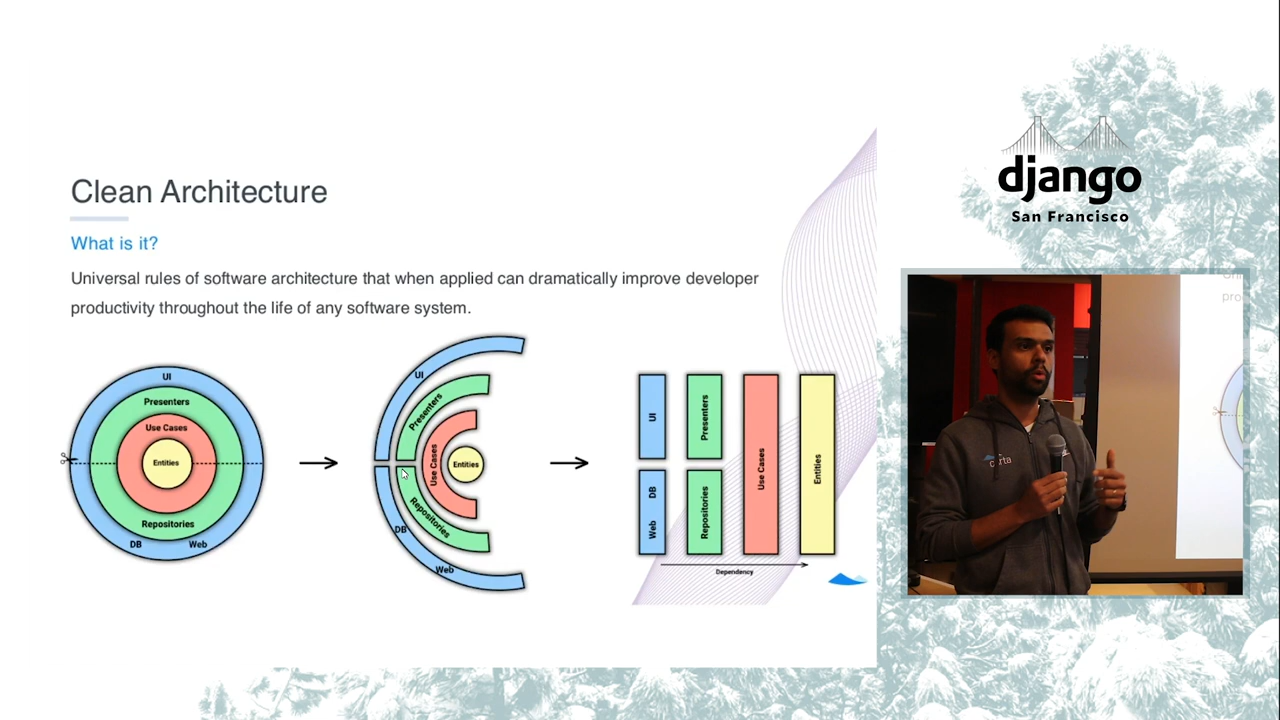 Clean Architecture
What is it?
Universal rules of software architecture that when applied can dramatically improve developer
productivity throughout the life of any software system.
UI
Presenters
Use Cases
Entities
Repositories
DB
Web
UI
Presenters
Use Cases
Entities
Repositories
DB
Web
UI
Presenters
Use Cases
Entities
Web
DB
Repositories
Dependency
django
San Francisco